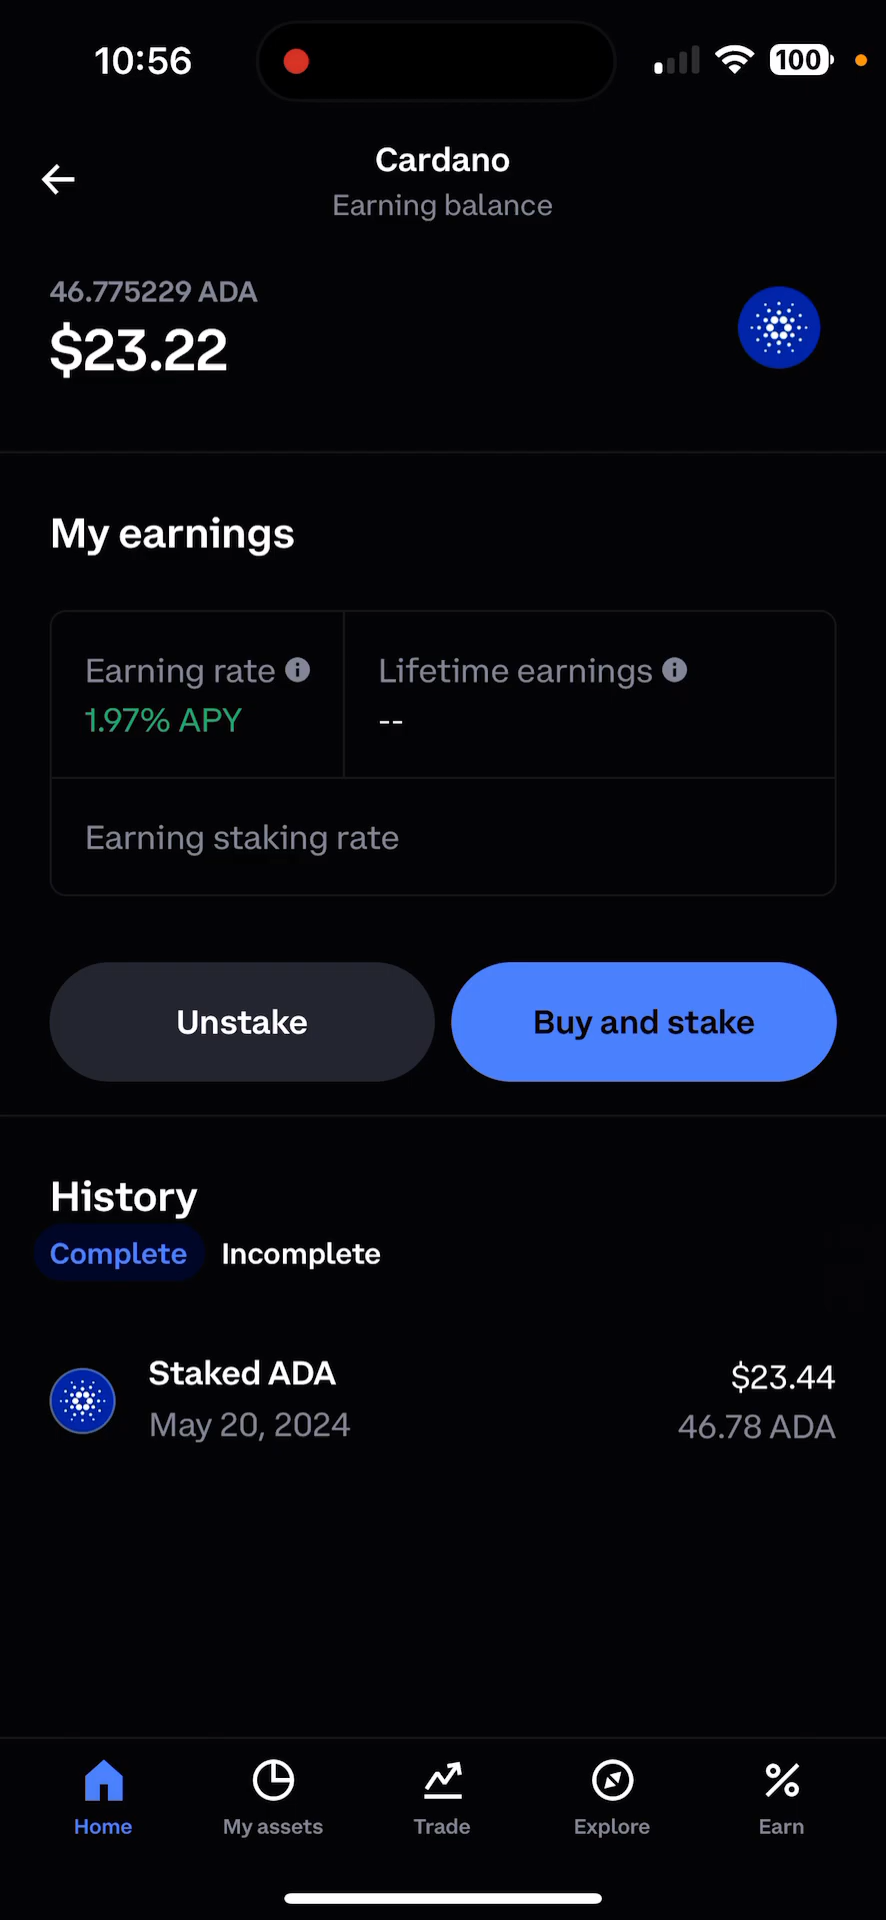 10:56
100
Cardano
Earning balance
46.775229 ADA
$23.22
My earnings
Earning rate
1.97% APY
Lifetime earnings
--
Earning staking rate
Unstake
Buy and stake
History
Complete
Incomplete
Staked ADA
$23.44
May 20, 2024
46.78 ADA
Home
My assets
Trade
Explore
Earn